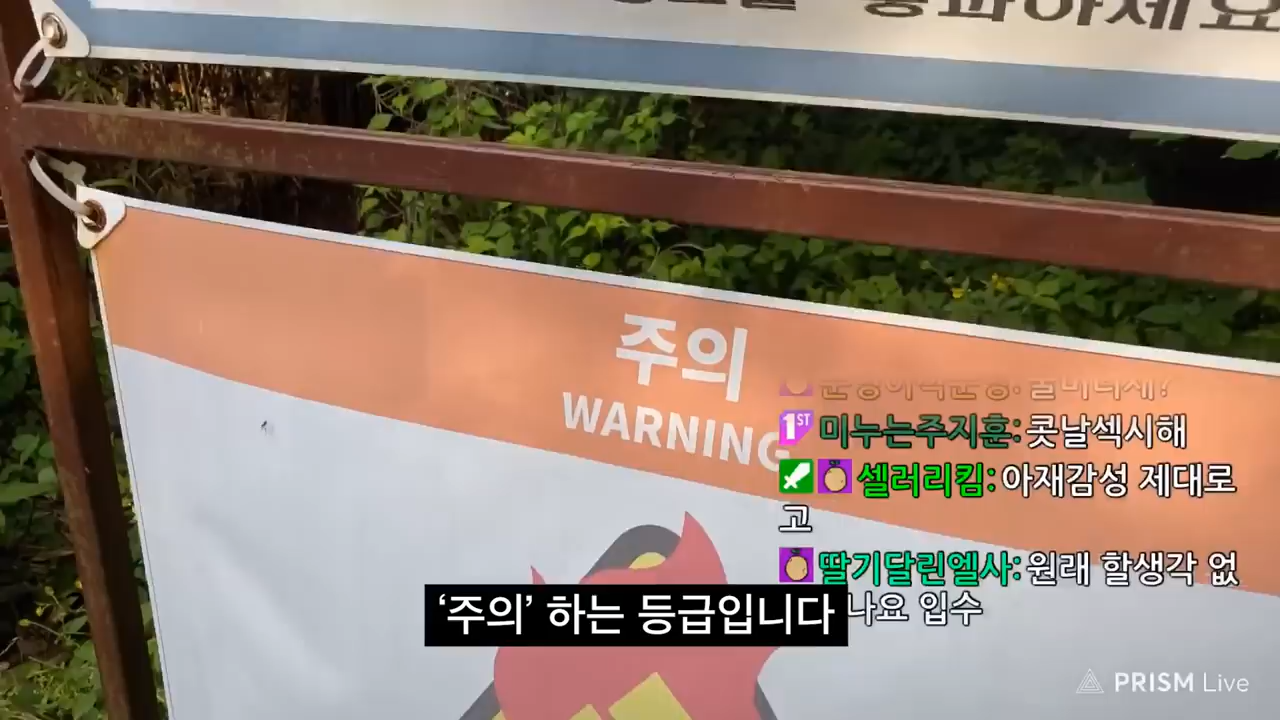 통과하세요
주의
WARNING
미누는주지훈: 콧날섹시해
셀러리킴: 아재감성 제대로
고
딸기달린엘사: 원래 할생각 없
나요 입수
‘주의’ 하는 등급입니다
PRISM Live